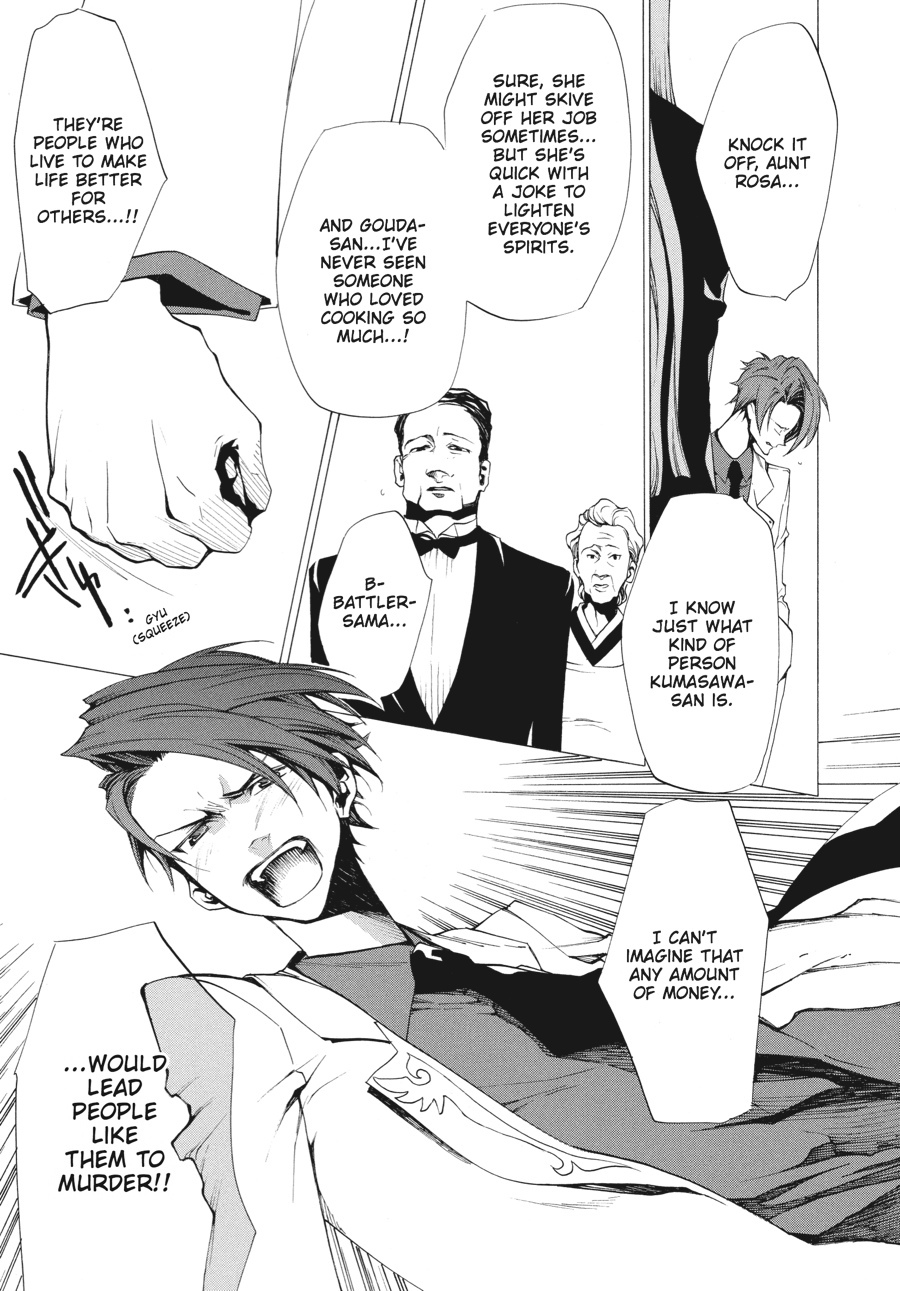 KNOCK IT
OFF, AUNT
ROSA...
I KNOW
JUST WHAT
KIND OF
PERSON
KUMASAWA-
SAN IS.
SURE, SHE
MIGHT SKIVE
OFF HER JOB
SOMETIMES...
BUT SHE'S
QUICK WITH
A JOKE TO
LIGHTEN
EVERYONE'S
SPIRITS.
AND GOUDA-
SAN...I'VE
NEVER SEEN
SOMEONE
WHO LOVED
COOKING SO
MUCH...!
B-
BATTLER-
SAMA...
THEY'RE
PEOPLE WHO
LIVE TO MAKE
LIFE BETTER
FOR
OTHERS...!!
ギゅ
GYU
(SQUEEZE)
I CAN'T
IMAGINE THAT
ANY AMOUNT
OF MONEY...
...WOULD
LEAD
PEOPLE
LIKE
THEM TO
MURDER!!